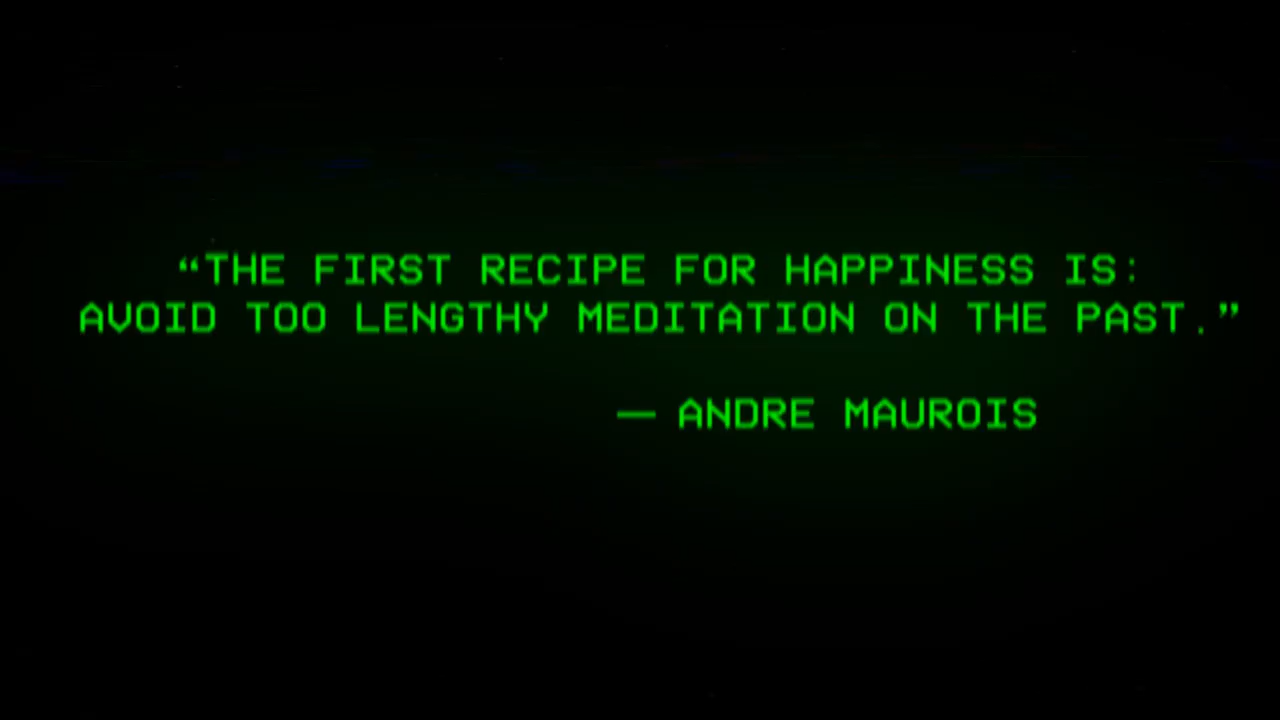 “THE FIRST RECIPE FOR HAPPINESS IS:
AVOID TOO LENGTHY MEDITATION ON THE PAST.”
— ANDRE MAUROIS